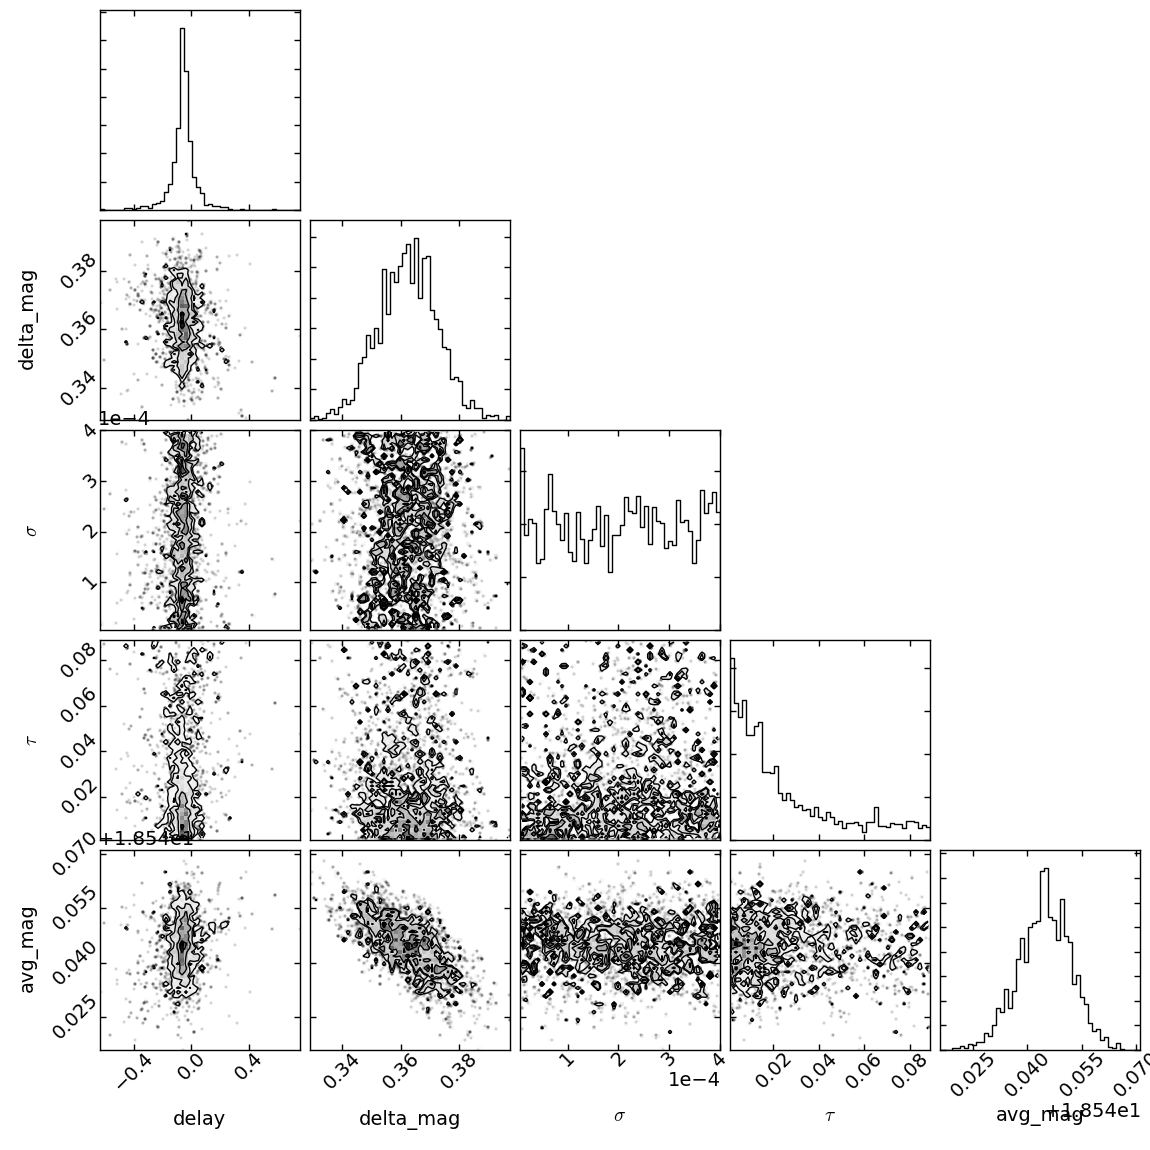 delta_mag
0.38
0.36
0.34
1e−4
σ
4
3
2
1
τ
0.08
0.06
0.04
0.02
+1.854e1
avg_mag
0.070
0.055
0.040
0.025
−0.4 0.0 0.4
0.34 0.36 0.38
1 2 3 4
1e−4
0.02 0.04 0.06 0.08
0.025 0.040 0.055 0.070
+1.854e1
delay delta_mag σ τ avg_mag